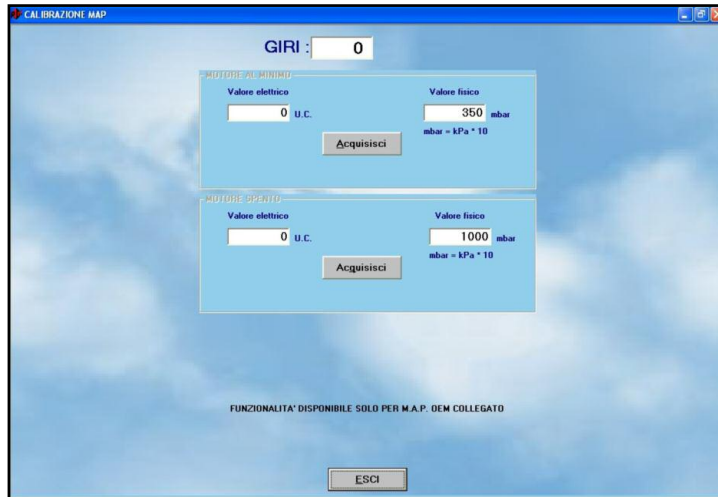 CALIBRAZIONE MAP
GIRI : 0
MOTORE AL MINIMO
Valore elettrico Valore fisico
0 U.C. 350 mbar
mbar = kPa * 10
Acquisisci
MOTORE SPENTO
Valore elettrico Valore fisico
0 U.C. 1000 mbar
mbar = kPa * 10
Acquisisci
FUNZIONALITA' DISPONIBILE SOLO PER M.A.P. OEM COLLEGATO
ESCI